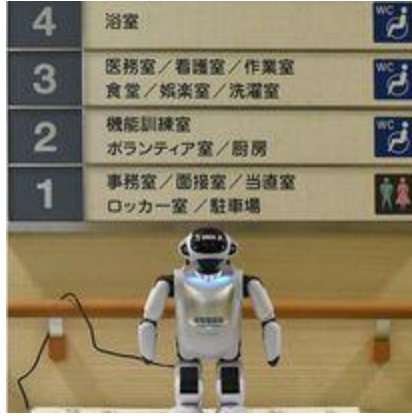 4 浴室 WC
3 医務室／看護室／作業室 WC
食堂／娯楽室／洗濯室
2 機能訓練室 WC
ボランティア室／厨房
1 事務室／面接室／当直室
ロッカー室／駐車場